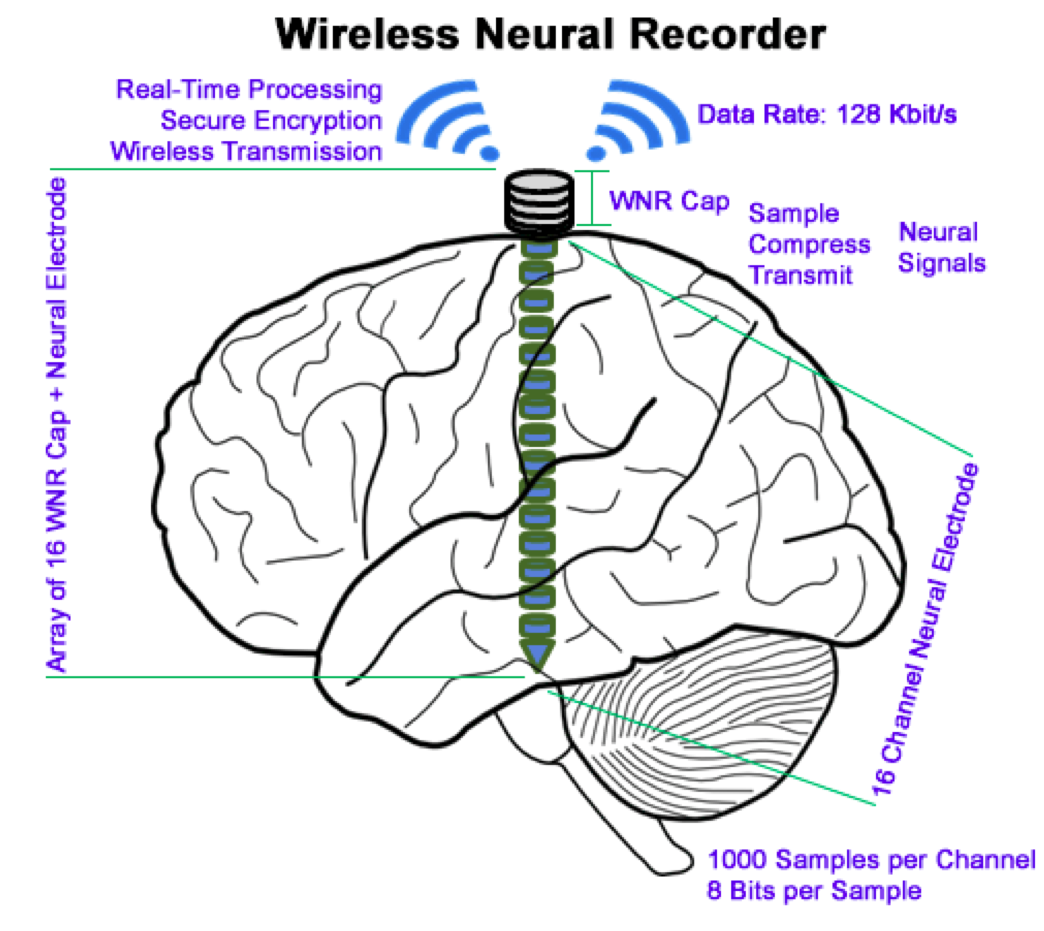 Wireless Neural Recorder
Real-Time Processing
Secure Encryption
Wireless Transmission
Data Rate: 128 Kbit/s
WNR Cap
Sample
Compress
Transmit
Neural
Signals
Array of 16 WNR Cap + Neural Electrode
16 Channel Neural Electrode
1000 Samples per Channel
8 Bits per Sample